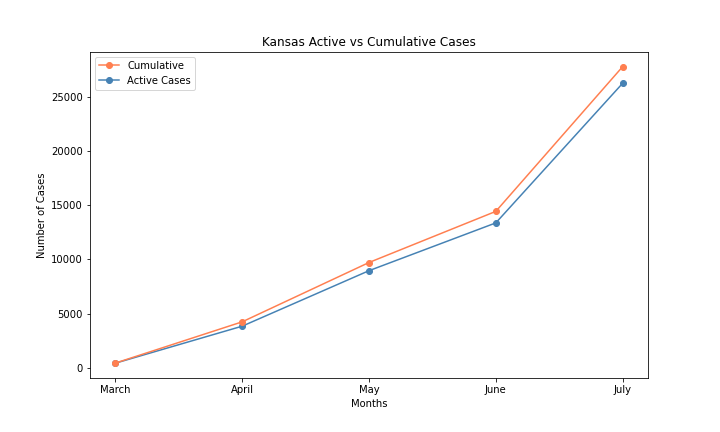 Kansas Active vs Cumulative Cases
Cumulative
Active Cases
25000
20000
15000
10000
5000
0
Number of Cases
March April May June July
Months